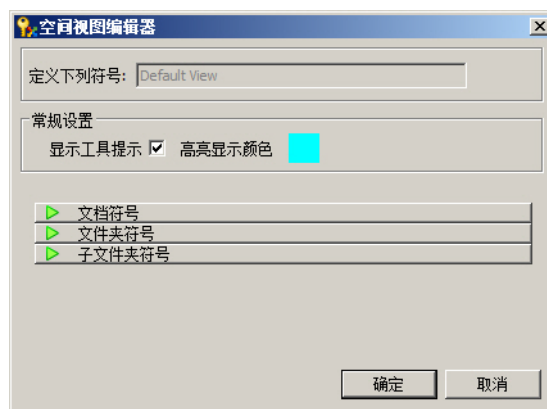 空间视图编辑器
定义下列符号: Default View
常规设置
显示工具提示 高亮显示颜色
文档符号
文件夹符号
子文件夹符号
确定 取消